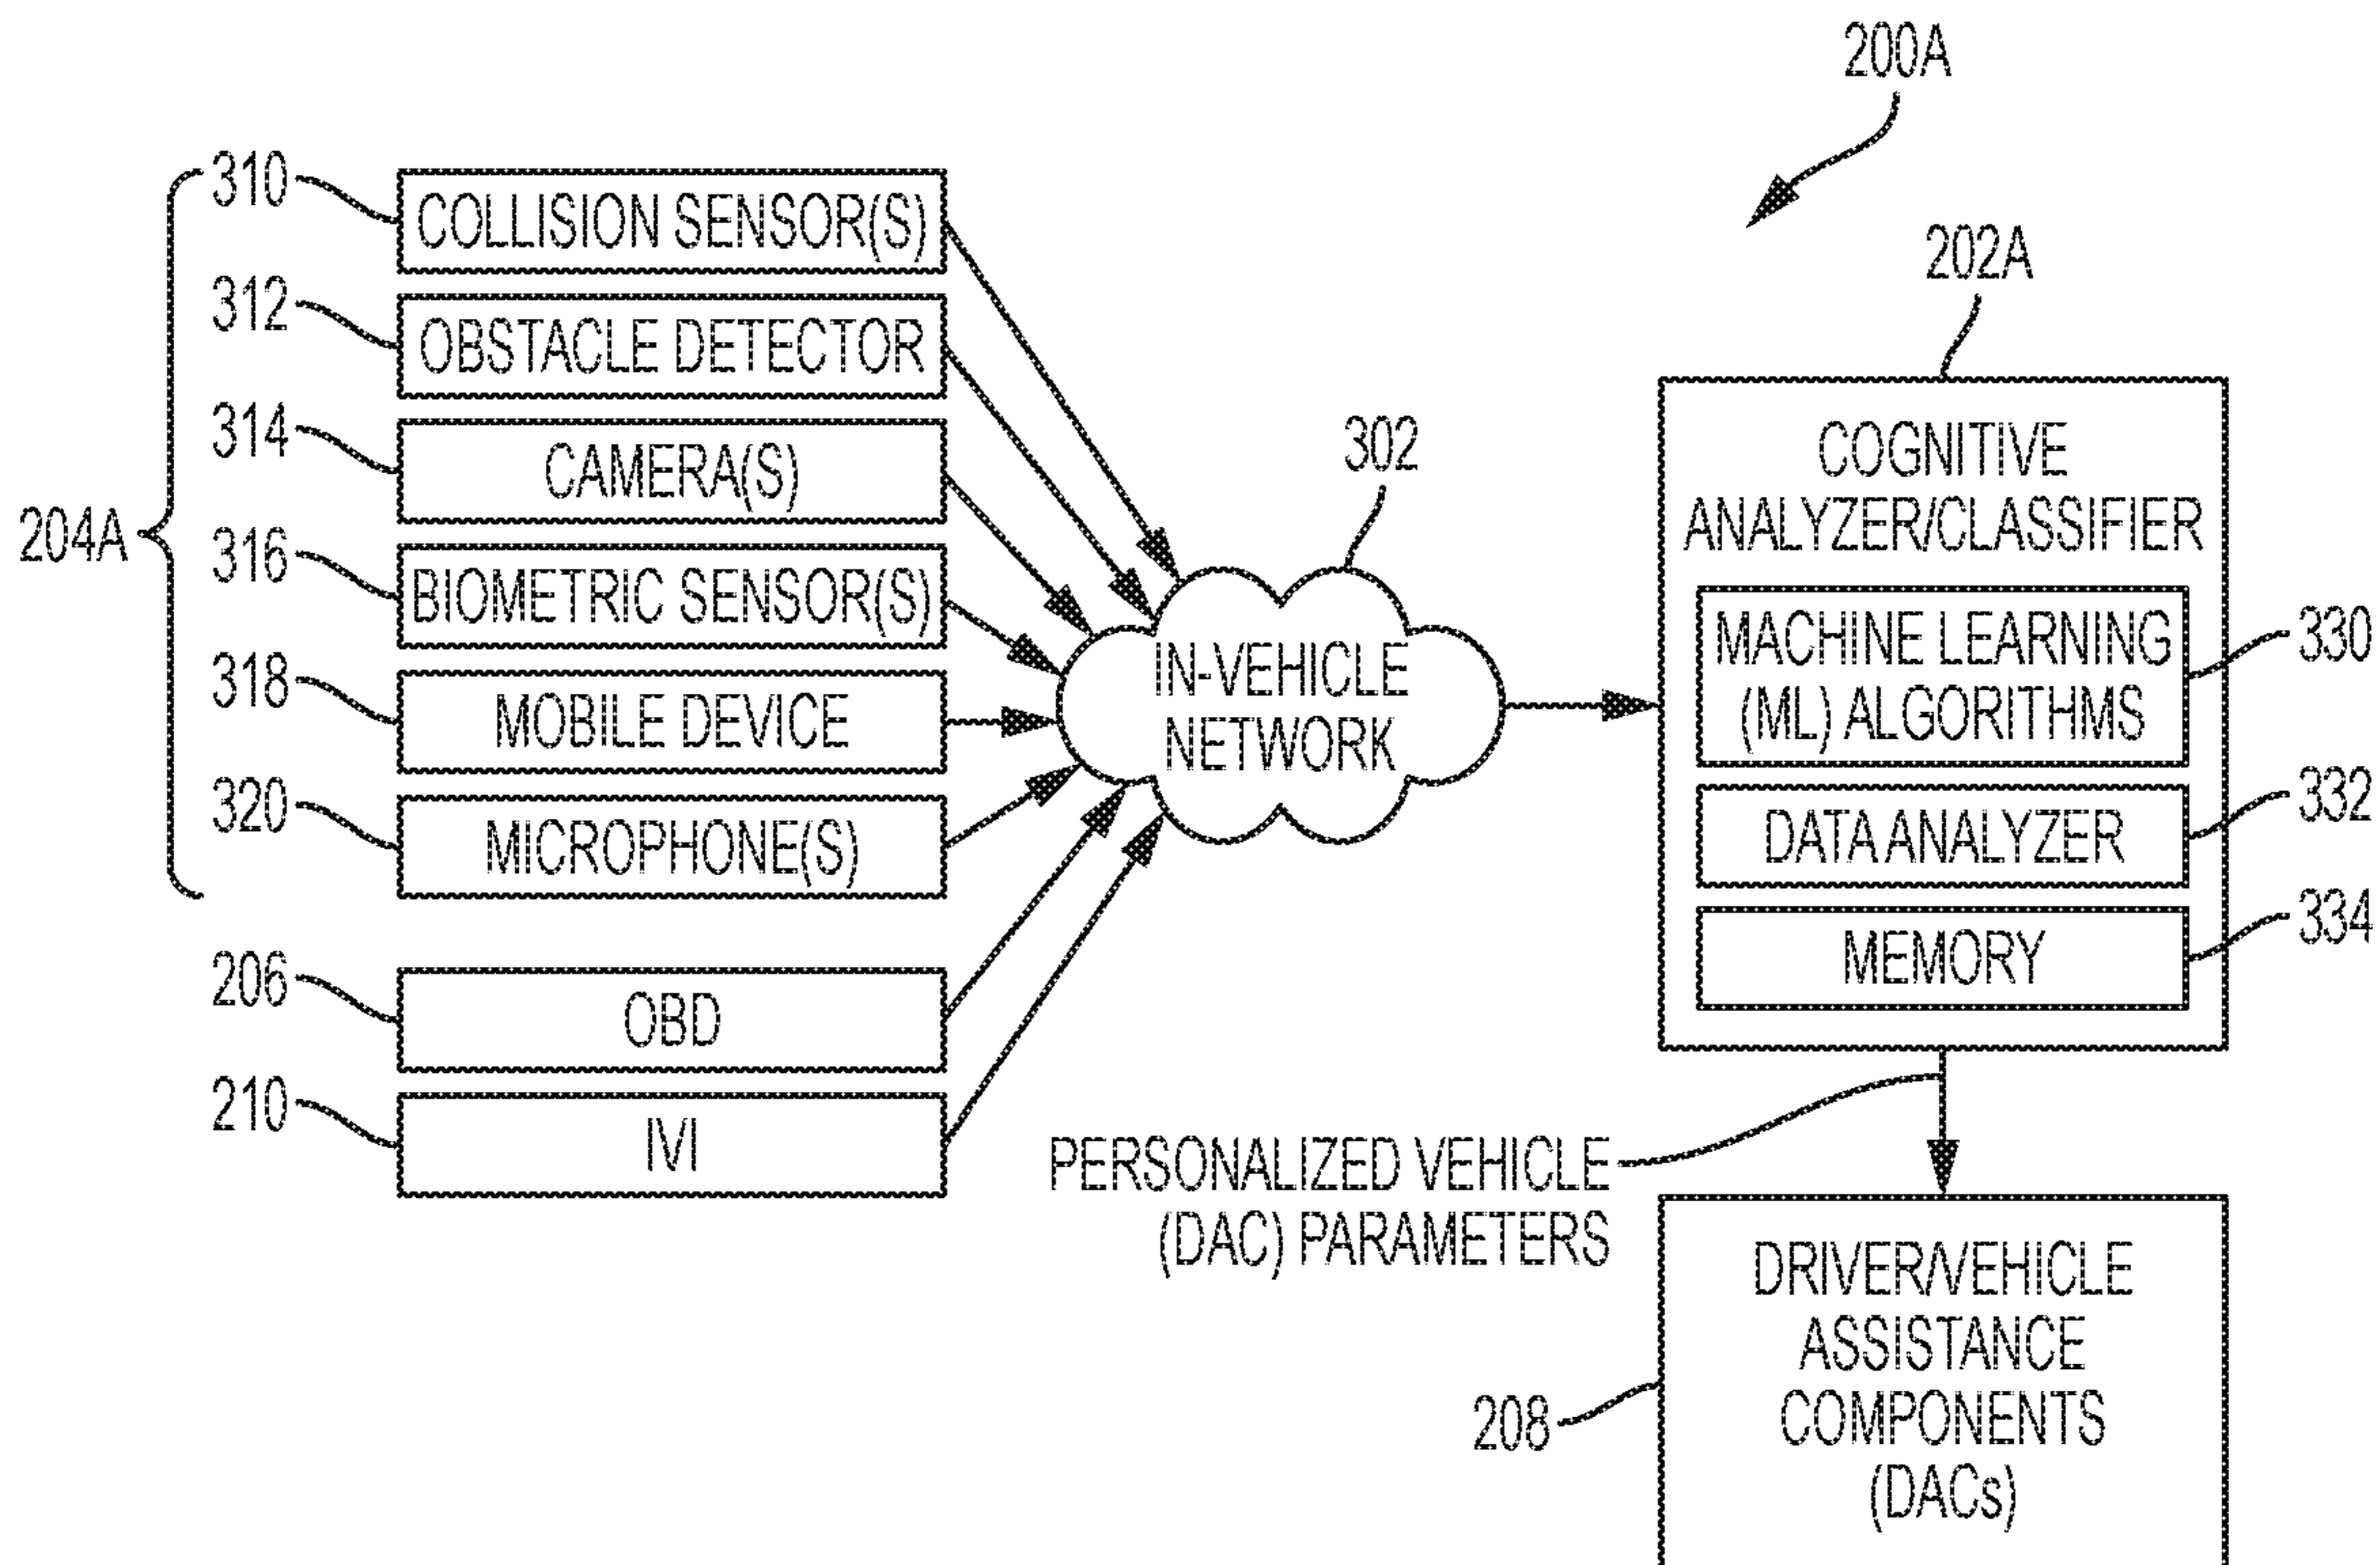 200A
204A
310
COLLISION SENSOR(S)
312
OBSTACLE DETECTOR
314
CAMERA(S)
316
BIOMETRIC SENSOR(S)
318
MOBILE DEVICE
320
MICROPHONE(S)
206
OBD
210
IVI
302
IN-VEHICLE
NETWORK
202A
COGNITIVE
ANALYZER/CLASSIFIER
MACHINE LEARNING
(ML) ALGORITHMS
330
DATA ANALYZER
332
MEMORY
334
PERSONALIZED VEHICLE
(DAC) PARAMETERS
208
DRIVER/VEHICLE
ASSISTANCE
COMPONENTS
(DACs)